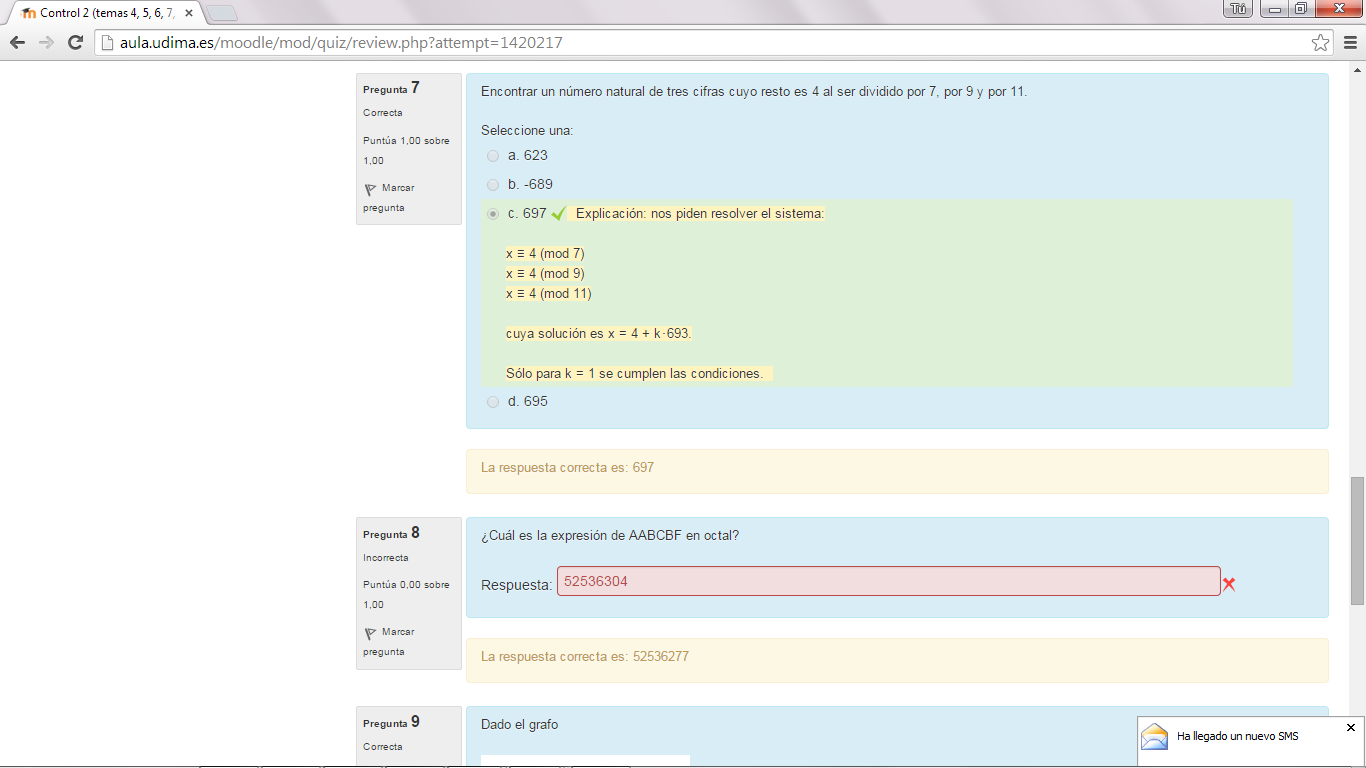 Control 2 (temas 4, 5, 6, 7,
Tú
aula.udima.es/moodle/mod/quiz/review.php?attempt=1420217
Pregunta 7
Correcta
Puntúa 1,00 sobre
1,00
Marcar
pregunta
Encontrar un número natural de tres cifras cuyo resto es 4 al ser dividido por 7, por 9 y por 11.
Seleccione una:
a. 623
b. -689
c. 697 Explicación: nos piden resolver el sistema:
x ≡ 4 (mod 7)
x ≡ 4 (mod 9)
x ≡ 4 (mod 11)
cuya solución es x = 4 + k·693.
Sólo para k = 1 se cumplen las condiciones.
d. 695
La respuesta correcta es: 697
Pregunta 8
Incorrecta
Puntúa 0,00 sobre
1,00
Marcar
pregunta
¿Cuál es la expresión de AABCBF en octal?
Respuesta: 52536304
La respuesta correcta es: 52536277
Pregunta 9
Correcta
Dado el grafo
Ha llegado un nuevo SMS